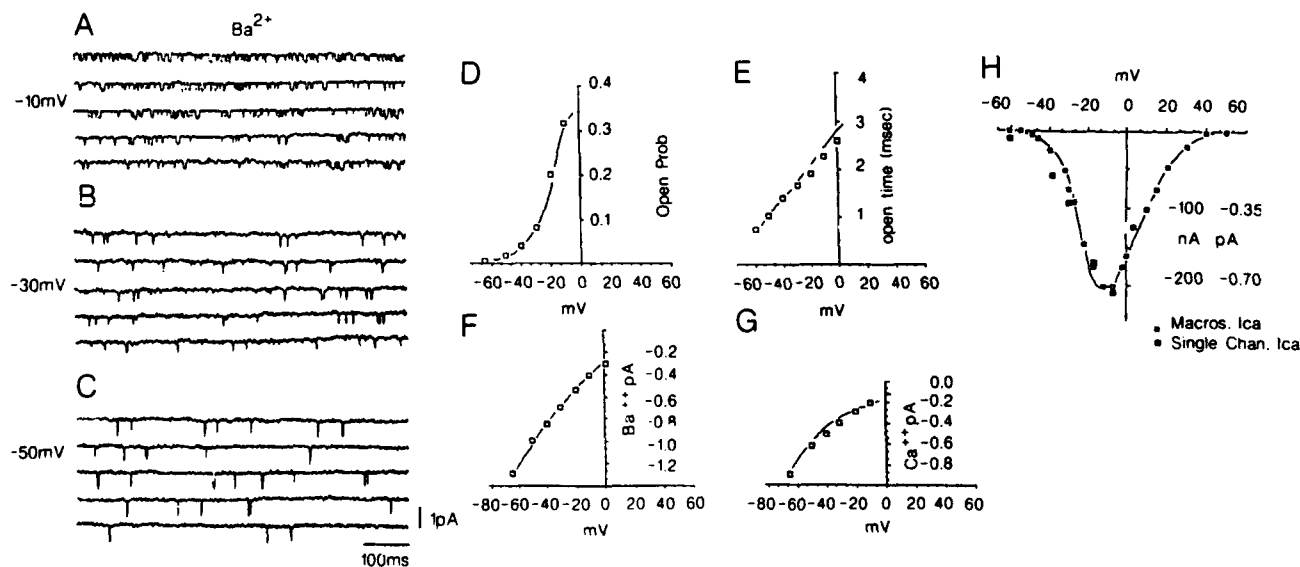 A
Ba2+
-10mV
B
-30mV
C
-50mV
1pA
100ms
D
0.4
0.3
0.2
0.1
Open Prob
-60 -40 -20 20 40 60
mV
E
4
3
2
1
open time (msec)
-60 -40 -20 0 20 40 60
mV
F
-0.2
-0.4
-0.6
-0.8
-1.0
-1.2
Ba++pA
-80 -60 -40 -20 0 20 40 60
mV
G
0.0
-0.2
-0.4
-0.6
-0.8
Ca++pA
-80 -60 -40 -20 0 20 40 60
mV
H
mV
-60 -40 -20 0 20 40 60
-100 -0.35
nA pA
-200 -0.70
Macros. Ica
Single Chan. Ica